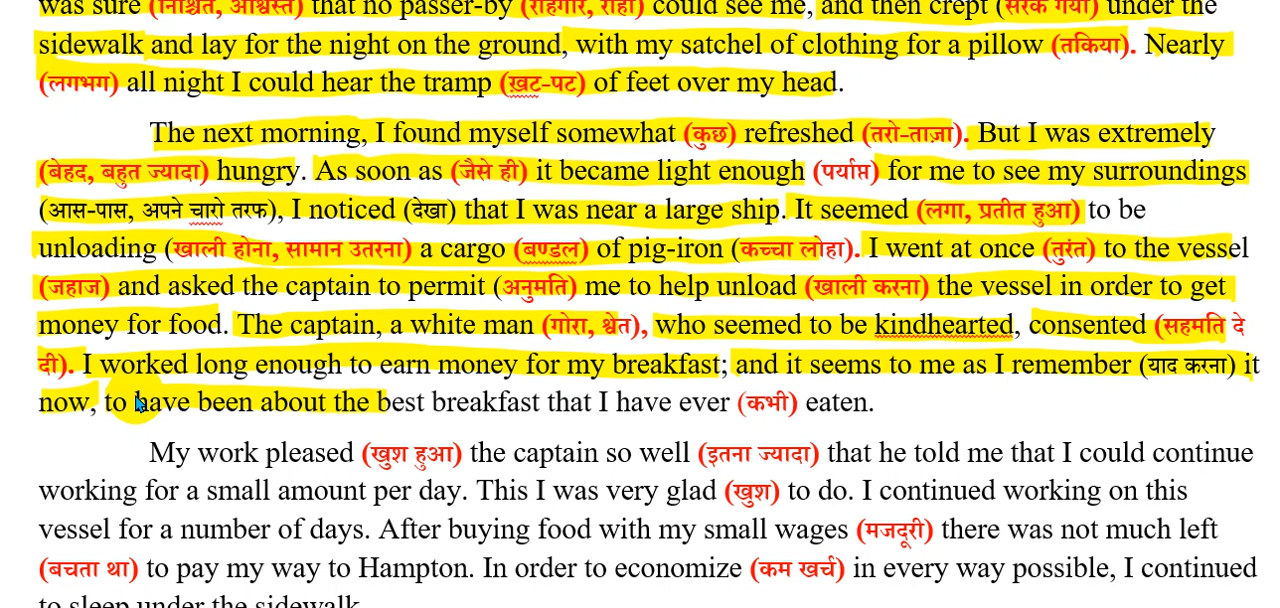 was sure (निश्चित, आश्वस्त) that no passer-by (राहगीर, राही) could see me, and then crept (सरक गया) under the
sidewalk and lay for the night on the ground, with my satchel of clothing for a pillow (तकिया). Nearly
(लगभग) all night I could hear the tramp (ख़ट-पट) of feet over my head.
The next morning, I found myself somewhat (कुछ) refreshed (तरो-ताज़ा). But I was extremely
(बेहद, बहुत ज्यादा) hungry. As soon as (जैसे ही) it became light enough (पर्याप्त) for me to see my surroundings
(आस-पास, अपने चारो तरफ), I noticed (देखा) that I was near a large ship. It seemed (लगा, प्रतीत हुआ) to be
unloading (खाली होना, सामान उतरना) a cargo (बण्डल) of pig-iron (कच्चा लोहा). I went at once (तुरंत) to the vessel
(जहाज) and asked the captain to permit (अनुमति) me to help unload (खाली करना) the vessel in order to get
money for food. The captain, a white man (गोरा, श्वेत), who seemed to be kindhearted, consented (सहमति दे
दी). I worked long enough to earn money for my breakfast; and it seems to me as I remember (याद करना) it
now, to have been about the best breakfast that I have ever (कभी) eaten.
My work pleased (खुश हुआ) the captain so well (इतना ज्यादा) that he told me that I could continue
working for a small amount per day. This I was very glad (खुश) to do. I continued working on this
vessel for a number of days. After buying food with my small wages (मजदूरी) there was not much left
(बचता था) to pay my way to Hampton. In order to economize (कम खर्च) in every way possible, I continued
to sleep under the sidewalk